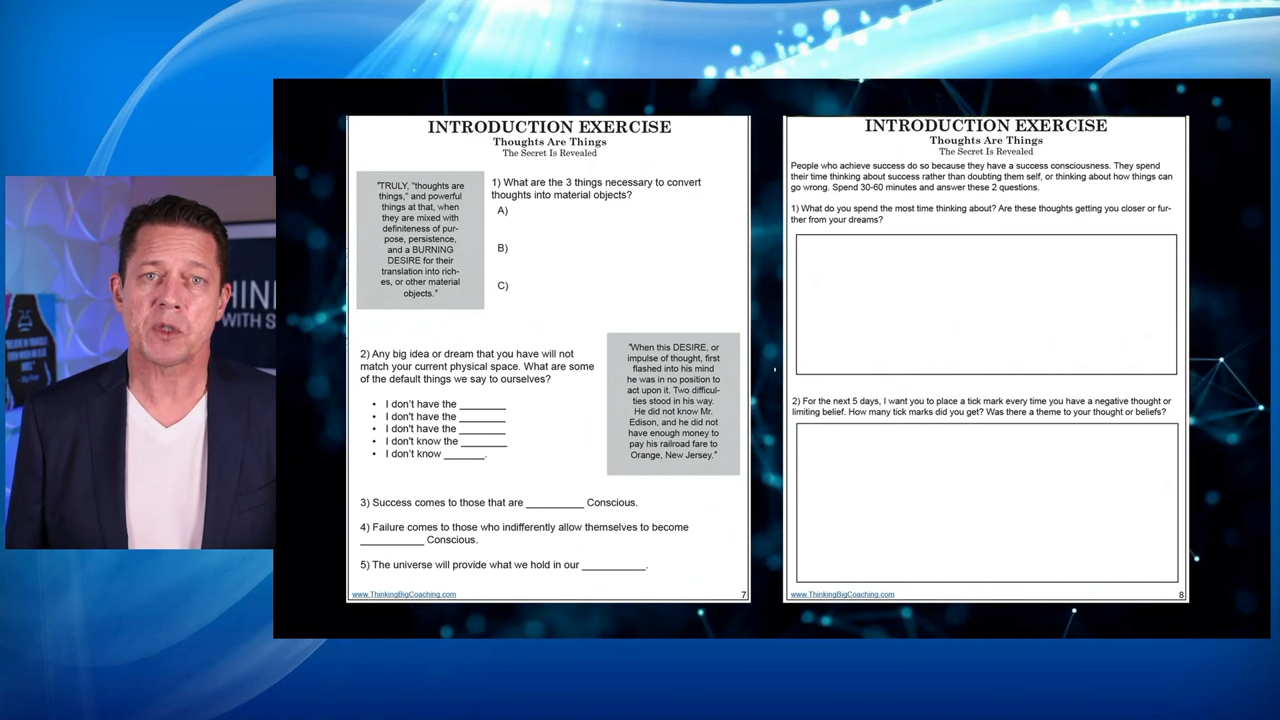 HIN
WITH S
INTRODUCTION EXERCISE
Thoughts Are Things
The Secret Is Revealed
"TRULY, "thoughts are
things," and powerful
things at that, when
they are mixed with
definiteness of pur-
pose, persistence,
and a BURNING
DESIRE for their
translation into rich-
es, or other material
objects."
1) What are the 3 things necessary to convert
thoughts into material objects?
A)
B)
C)
2) Any big idea or dream that you have will not
match your current physical space. What are some
of the default things we say to ourselves?
• I don't have the ________
• I don't have the ________
• I don't have the ________
• I don't know the ________
• I don't know _______.
"When this DESIRE, or
impulse of thought, first
flashed into his mind
he was in no position to
act upon it. Two difficul-
ties stood in his way.
He did not know Mr.
Edison, and he did not
have enough money to
pay his railroad fare to
Orange, New Jersey."
3) Success comes to those that are __________ Conscious.
4) Failure comes to those who indifferently allow themselves to become
___________ Conscious.
5) The universe will provide what we hold in our ___________.
www.ThinkingBigCoaching.com
7
INTRODUCTION EXERCISE
Thoughts Are Things
The Secret Is Revealed
People who achieve success do so because they have a success consciousness. They spend
their time thinking about success rather than doubting them self, or thinking about how things can
go wrong. Spend 30-60 minutes and answer these 2 questions.
1) What do you spend the most time thinking about? Are these thoughts getting you closer or fur-
ther from your dreams?
2) For the next 5 days, I want you to place a tick mark every time you have a negative thought or
limiting belief. How many tick marks did you get? Was there a theme to your thought or beliefs?
www.ThinkingBigCoaching.com
8